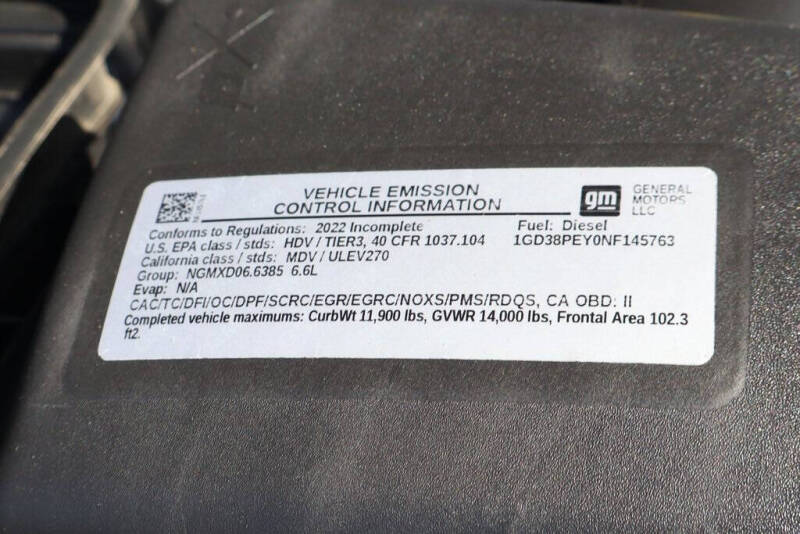 VEHICLE EMISSION
CONTROL INFORMATION
gm
GENERAL
MOTORS
LLC
Conforms to Regulations: 2022 Incomplete
Fuel: Diesel
U.S. EPA class / stds: HDV / TIER3, 40 CFR 1037.104
1GD38PEY0NF145763
California class / stds: MDV / ULEV270
Group: NGMXD06.6385 6.6L
Evap: N/A
CAC/TC/DFI/OC/DPF/SCRC/EGR/EGRC/NOXS/PMS/RDQS, CA OBD: II
Completed vehicle maximums: CurbWt 11,900 lbs, GVWR 14,000 lbs, Frontal Area 102.3
ft2.